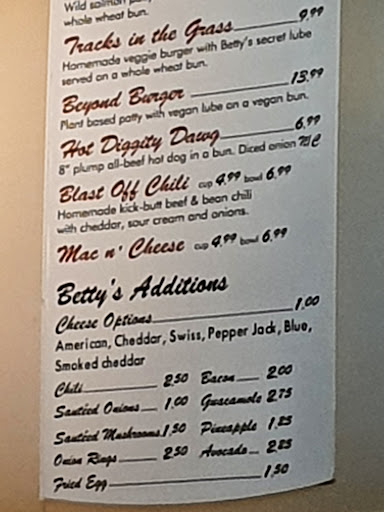 Wild salmon
whole wheat bun.
Tracks in the Grass 9.99
Homemade veggie burger with Betty's secret lube
served on a whole wheat bun.
Beyond Burger 13.99
Plant based patty with vegan lube on a vegan bun.
Hot Diggity Dawg 6.99
8" plump all-beef hot dog in a bun. Diced onion N/C
Blast Off Chili cup 4.99 bowl 6.99
Homemade kick-butt beef & bean chili
with cheddar, sour cream and onions.
Mac n' Cheese cup 4.99 bowl 6.99
Betty's Additions
Cheese Options 1.00
American, Cheddar, Swiss, Pepper Jack, Blue,
Smoked cheddar
Chili 2.50 Bacon 2.00
Sautéed Onions 1.00 Guacamole 2.75
Sautéed Mushrooms 1.50 Pineapple 1.25
Onion Rings 2.50 Avocado 2.25
Fried Egg 1.50